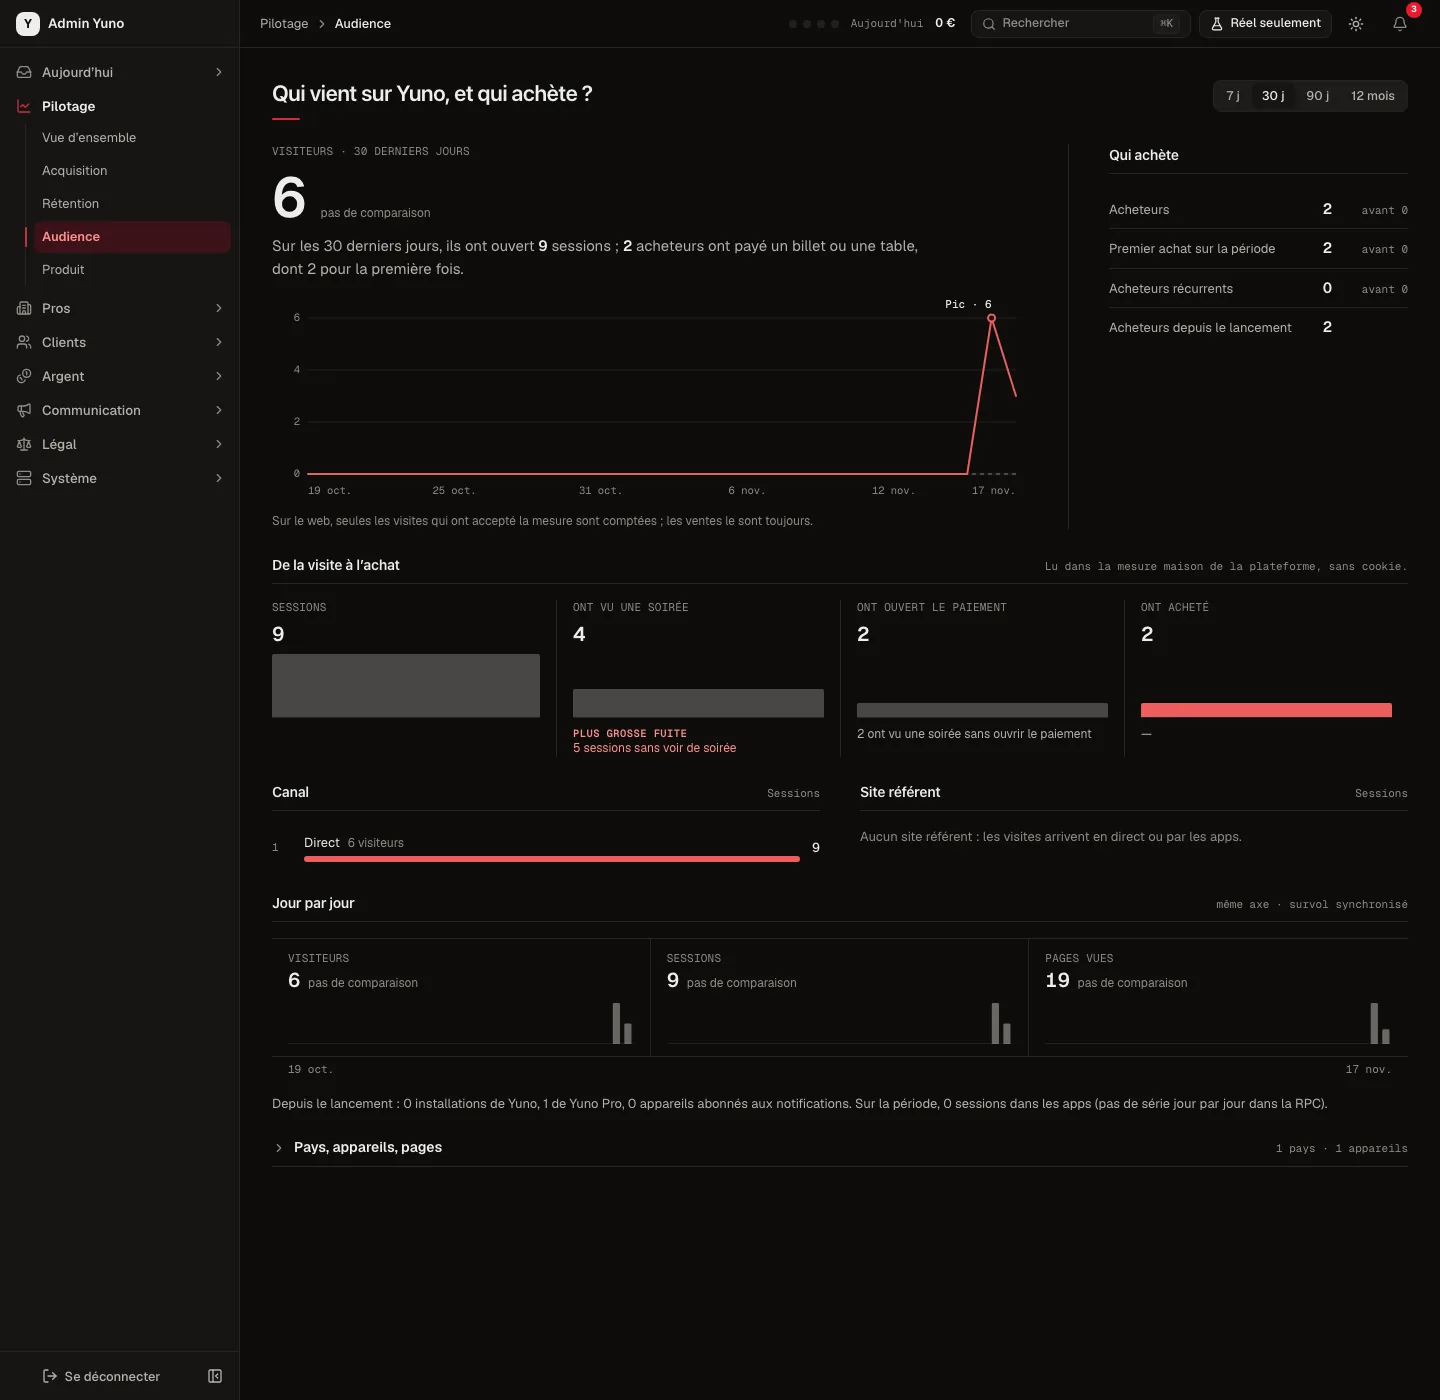 Y Admin Yuno
Pilotage > Audience
Aujourd'hui 0 €
Rechercher ⌘K
Réel seulement
3
Aujourd'hui
Pilotage
Vue d'ensemble
Acquisition
Rétention
Audience
Produit
Pros
Clients
Argent
Communication
Légal
Système
Se déconnecter
Qui vient sur Yuno, et qui achète ?
7 j 30 j 90 j 12 mois
VISITEURS · 30 DERNIERS JOURS
6 pas de comparaison
Sur les 30 derniers jours, ils ont ouvert 9 sessions ; 2 acheteurs ont payé un billet ou une table,
dont 2 pour la première fois.
Pic · 6
6
4
2
0
19 oct. 25 oct. 31 oct. 6 nov. 12 nov. 17 nov.
Sur le web, seules les visites qui ont accepté la mesure sont comptées ; les ventes le sont toujours.
Qui achète
Acheteurs 2 avant 0
Premier achat sur la période 2 avant 0
Acheteurs récurrents 0 avant 0
Acheteurs depuis le lancement 2
De la visite à l'achat
Lu dans la mesure maison de la plateforme, sans cookie.
SESSIONS
9
ONT VU UNE SOIRÉE
4
PLUS GROSSE FUITE
5 sessions sans voir de soirée
ONT OUVERT LE PAIEMENT
2
2 ont vu une soirée sans ouvrir le paiement
ONT ACHETÉ
2
—
Canal Sessions
1 Direct 6 visiteurs 9
Site référent Sessions
Aucun site référent : les visites arrivent en direct ou par les apps.
Jour par jour
même axe · survol synchronisé
VISITEURS
6 pas de comparaison
SESSIONS
9 pas de comparaison
PAGES VUES
19 pas de comparaison
19 oct. 17 nov.
Depuis le lancement : 0 installations de Yuno, 1 de Yuno Pro, 0 appareils abonnés aux notifications. Sur la période, 0 sessions dans les apps (pas de série jour par jour dans la RPC).
Pays, appareils, pages
1 pays · 1 appareils